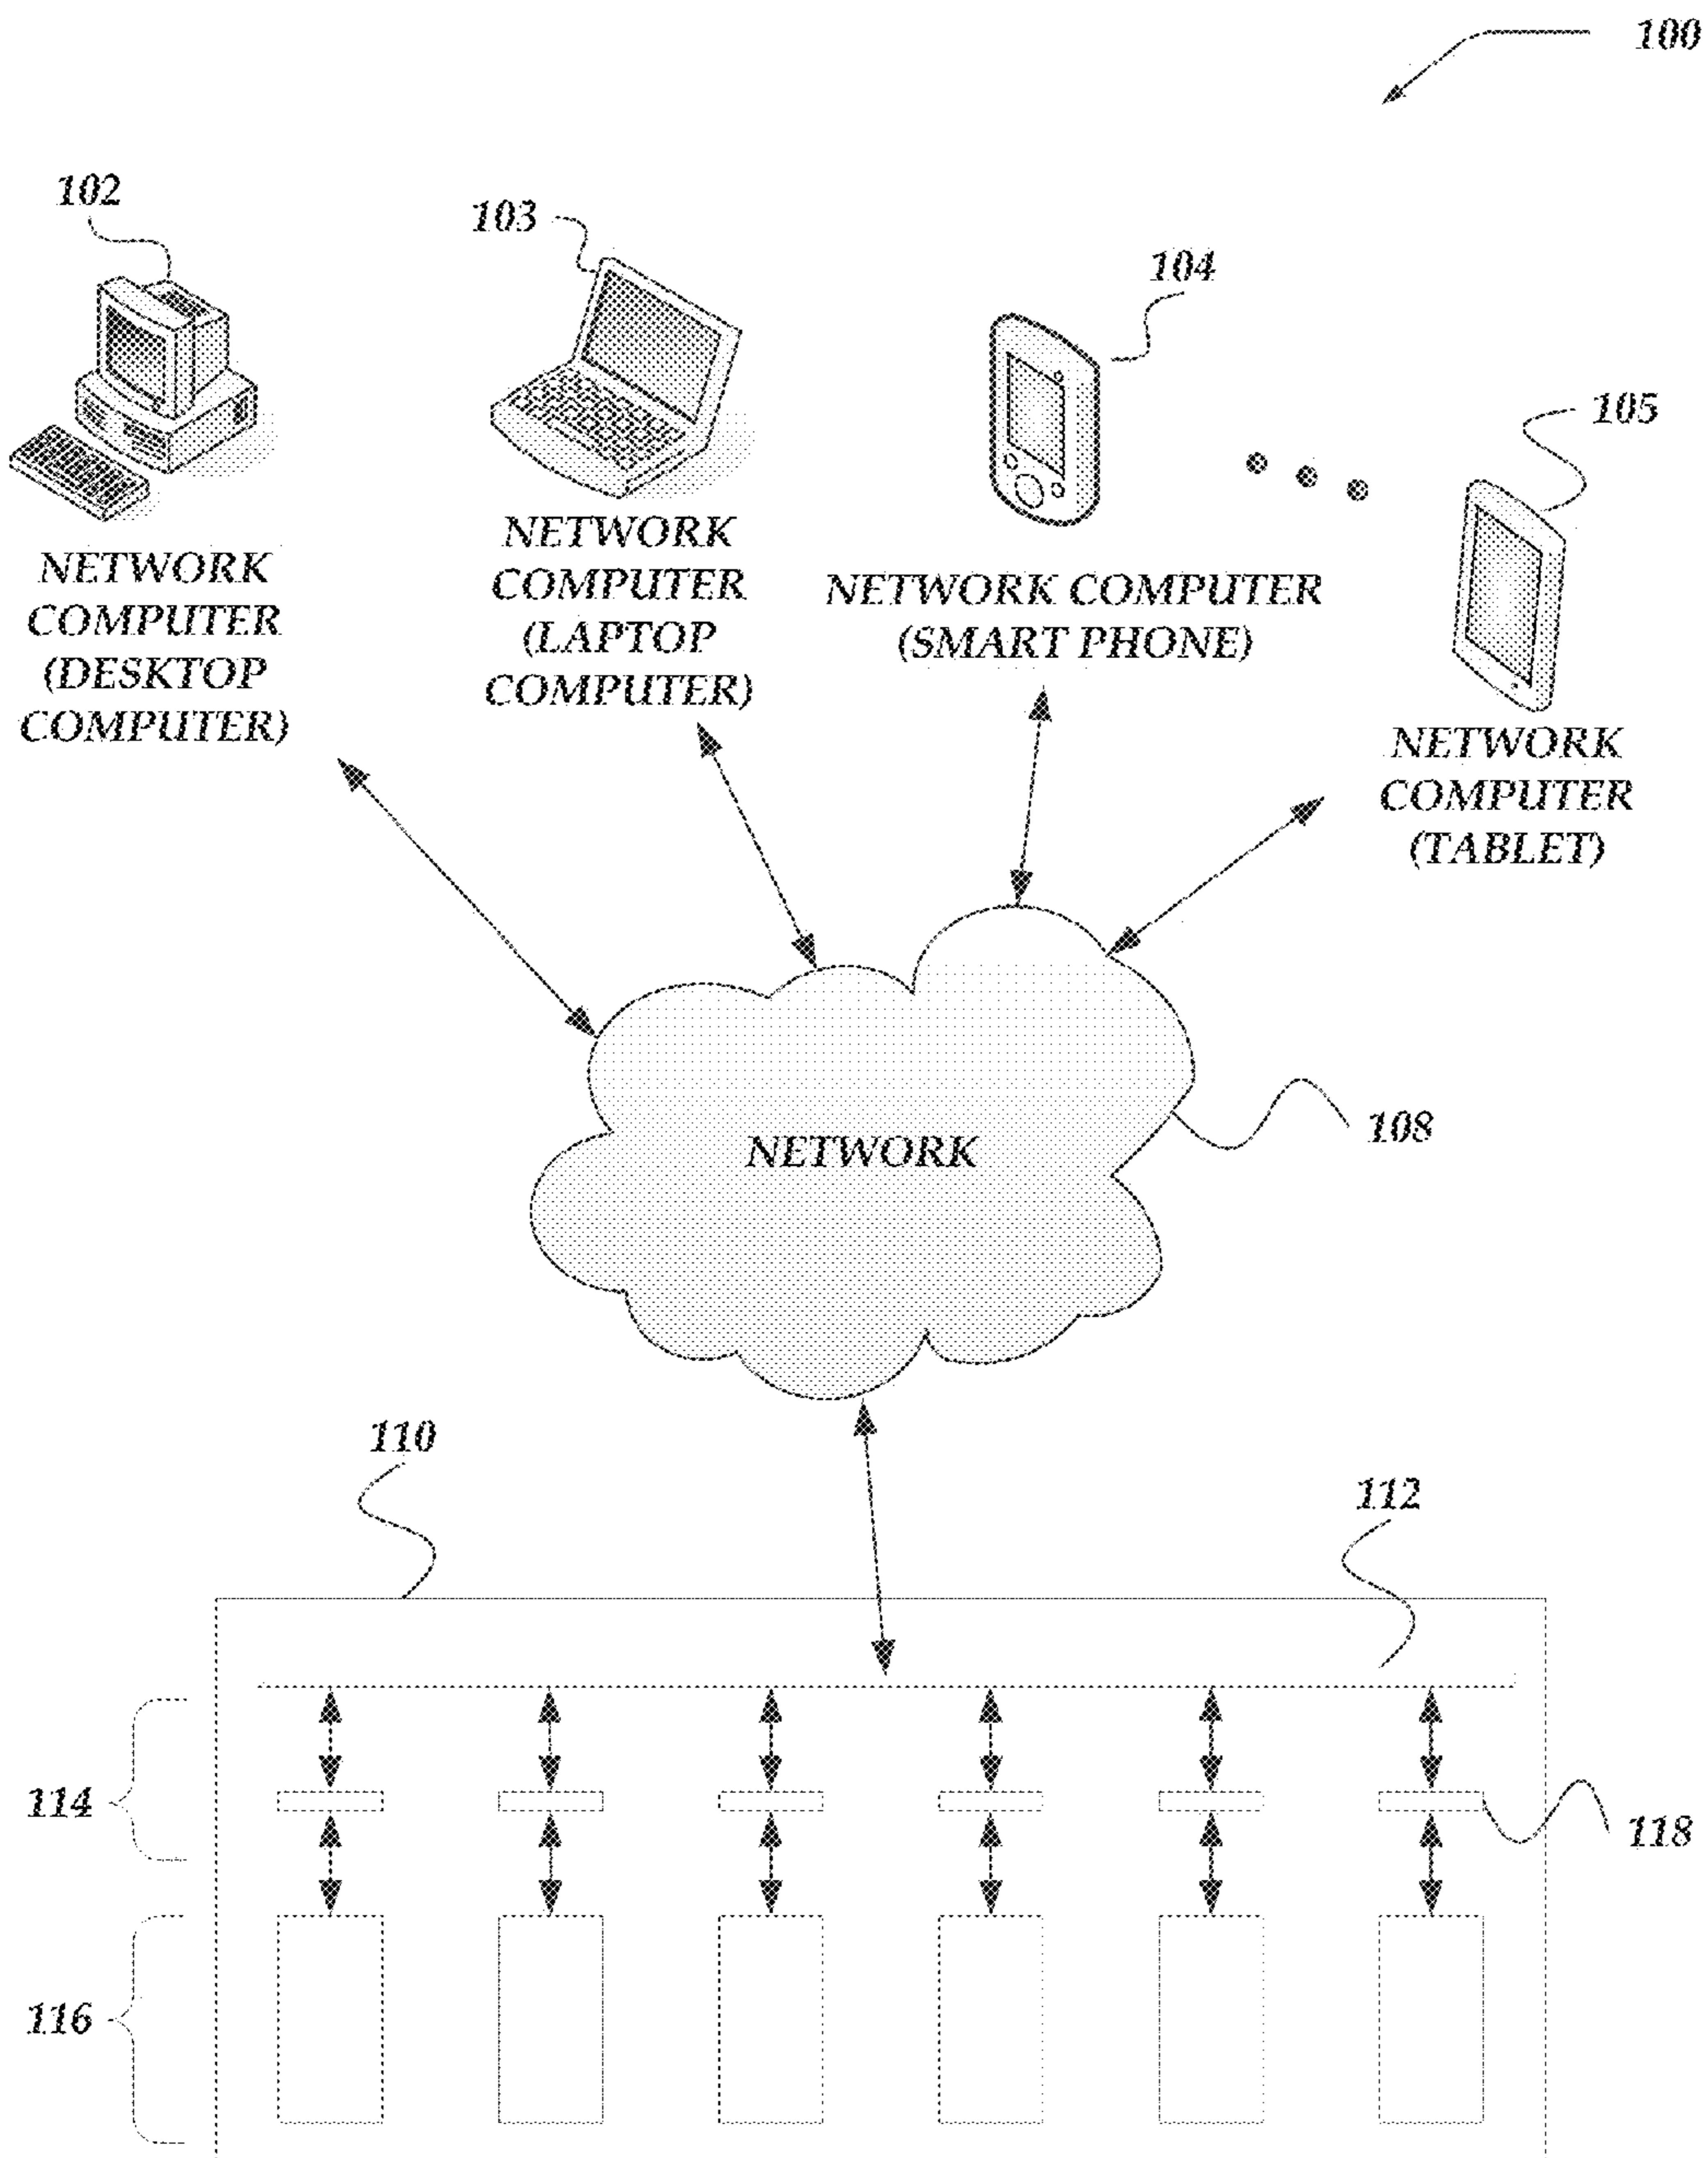 100
102
103
104
105
NETWORK
COMPUTER
(DESKTOP
COMPUTER)
NETWORK
COMPUTER
(LAPTOP
COMPUTER)
NETWORK COMPUTER
(SMART PHONE)
NETWORK
COMPUTER
(TABLET)
NETWORK
108
110
112
114
118
116